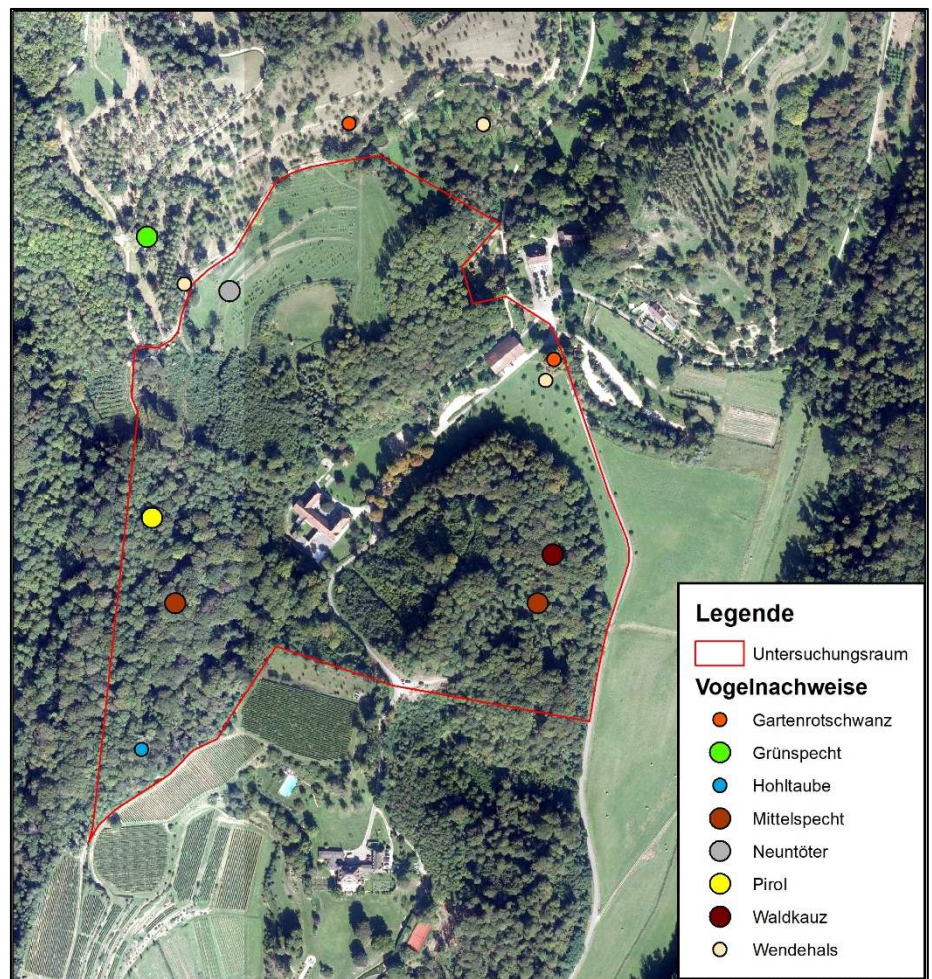 Legende
Untersuchungsraum
Vogelnachweise
Gartenrotschwanz
Grünspecht
Hohltaube
Mittelspecht
Neuntöter
Pirol
Waldkauz
Wendehals